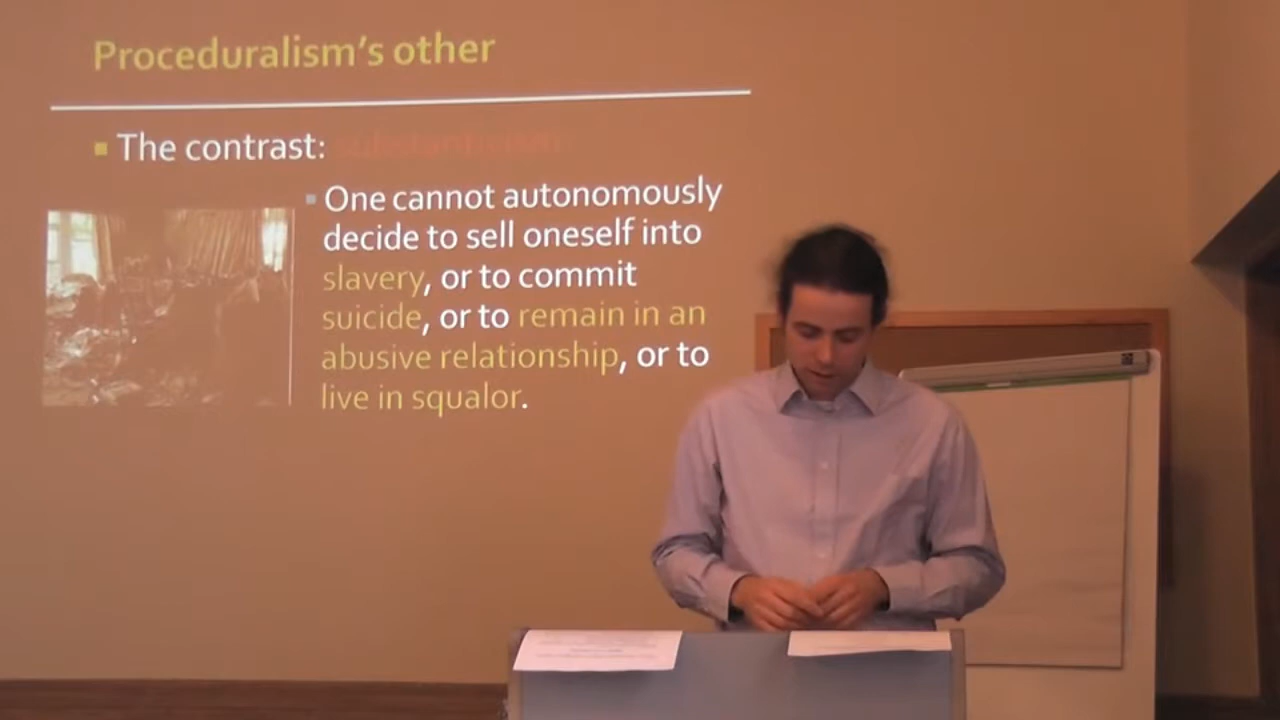 Proceduralism's other
The contrast: substantivism
One cannot autonomously
decide to sell oneself into
slavery, or to commit
suicide, or to remain in an
abusive relationship, or to
live in squalor.